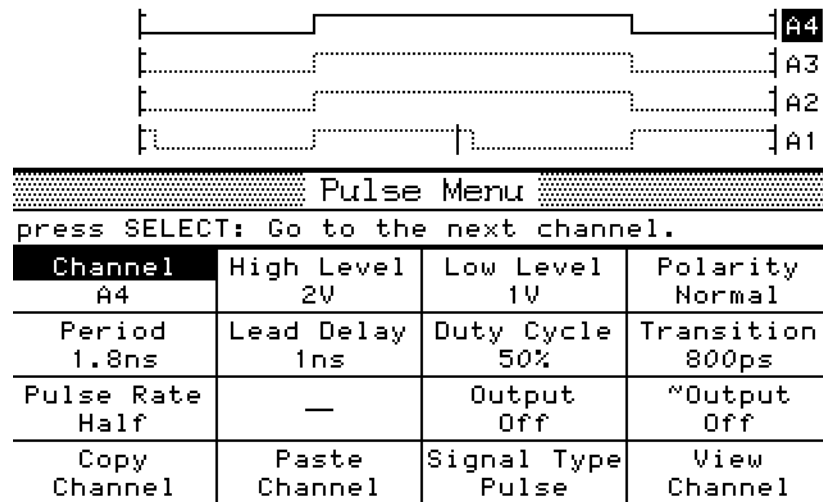 A4
A3
A2
A1
Pulse Menu
press SELECT: Go to the next channel.
Channel High Level Low Level Polarity
A4 2V 1V Normal
Period Lead Delay Duty Cycle Transition
1.8ns 1ns 50% 800ps
Pulse Rate — Output ~Output
Half Off Off
Copy Paste Signal Type View
Channel Channel Pulse Channel